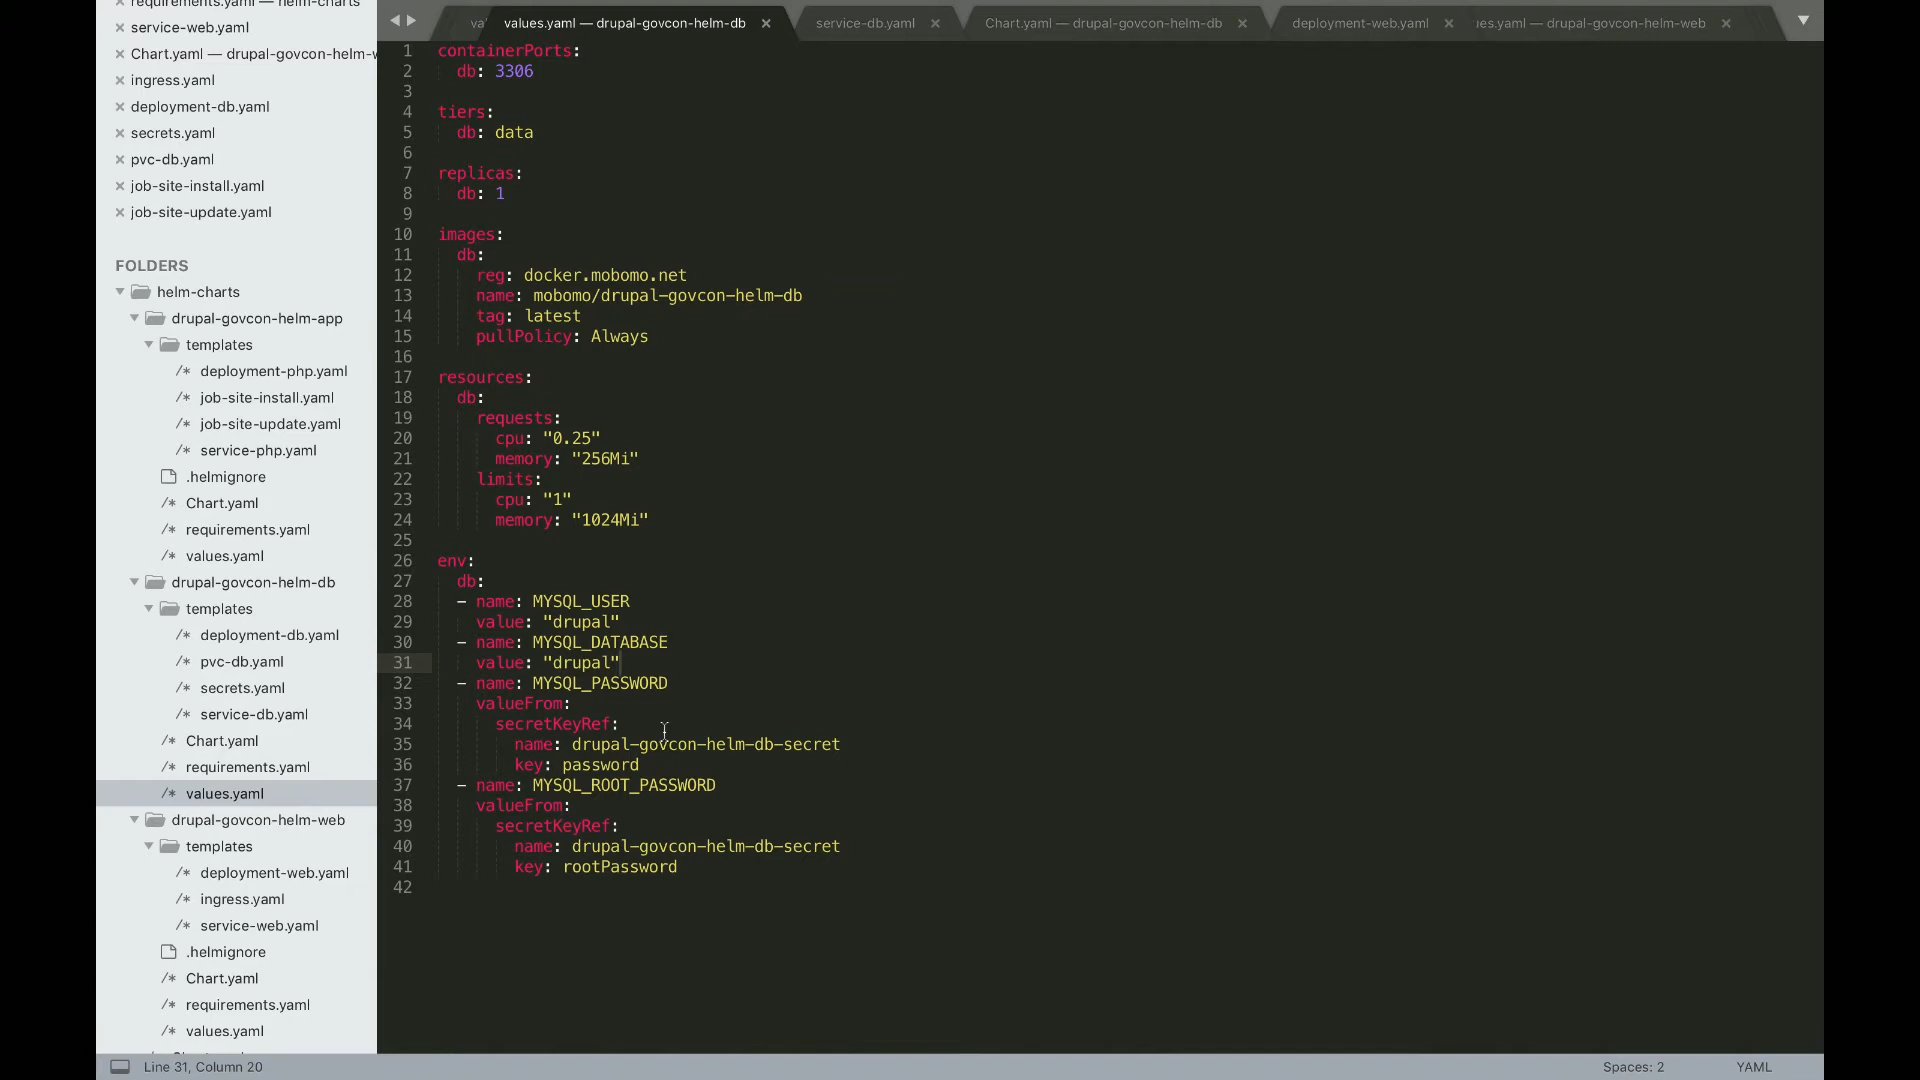 requirements.yaml — helm-charts
service-web.yaml
Chart.yaml — drupal-govcon-helm-w
ingress.yaml
deployment-db.yaml
secrets.yaml
pvc-db.yaml
job-site-install.yaml
job-site-update.yaml
FOLDERS
helm-charts
drupal-govcon-helm-app
templates
/* deployment-php.yaml
/* job-site-install.yaml
/* job-site-update.yaml
/* service-php.yaml
.helmignore
/* Chart.yaml
/* requirements.yaml
/* values.yaml
drupal-govcon-helm-db
templates
/* deployment-db.yaml
/* pvc-db.yaml
/* secrets.yaml
/* service-db.yaml
/* Chart.yaml
/* requirements.yaml
/* values.yaml
drupal-govcon-helm-web
templates
/* deployment-web.yaml
/* ingress.yaml
/* service-web.yaml
.helmignore
/* Chart.yaml
/* requirements.yaml
/* values.yaml
values.yaml — drupal-govcon-helm-db
service-db.yaml
Chart.yaml — drupal-govcon-helm-db
deployment-web.yaml
es.yaml — drupal-govcon-helm-web
1 containerPorts:
2 db: 3306
3
4 tiers:
5 db: data
6
7 replicas:
8 db: 1
9
10 images:
11 db:
12 reg: docker.mobomo.net
13 name: mobomo/drupal-govcon-helm-db
14 tag: latest
15 pullPolicy: Always
16
17 resources:
18 db:
19 requests:
20 cpu: "0.25"
21 memory: "256Mi"
22 limits:
23 cpu: "1"
24 memory: "1024Mi"
25
26 env:
27 db:
28 - name: MYSQL_USER
29 value: "drupal"
30 - name: MYSQL_DATABASE
31 value: "drupal"
32 - name: MYSQL_PASSWORD
33 valueFrom:
34 secretKeyRef:
35 name: drupal-govcon-helm-db-secret
36 key: password
37 - name: MYSQL_ROOT_PASSWORD
38 valueFrom:
39 secretKeyRef:
40 name: drupal-govcon-helm-db-secret
41 key: rootPassword
42
Line 31, Column 20
Spaces: 2
YAML